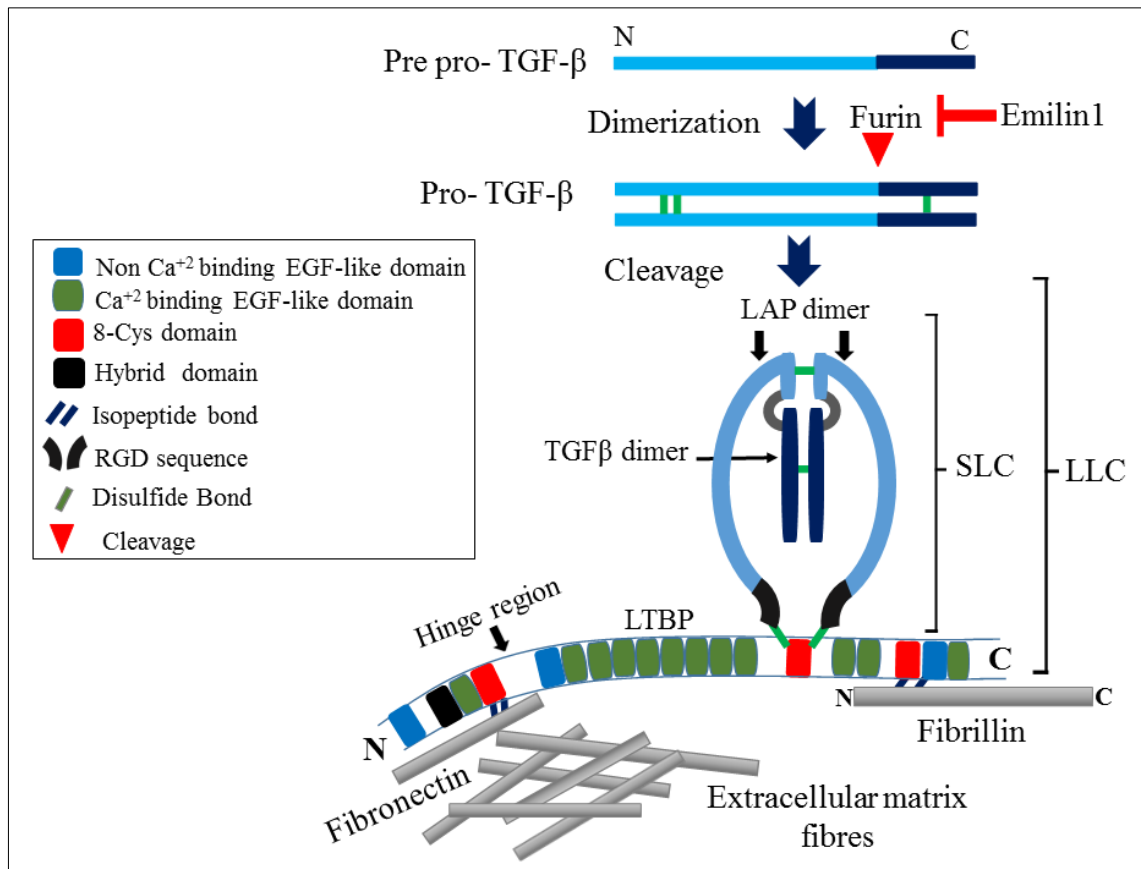 N
C
Pre pro- TGF-β
Dimerization
Furin
Emilin1
Pro- TGF-β
Cleavage
Non Ca⁺² binding EGF-like domain
Ca⁺² binding EGF-like domain
8-Cys domain
Hybrid domain
Isopeptide bond
RGD sequence
Disulfide Bond
Cleavage
LAP dimer
TGFβ dimer
SLC
LLC
Hinge region
LTBP
C
N
N
C
Fibrillin
Fibronectin
Extracellular matrix
fibres